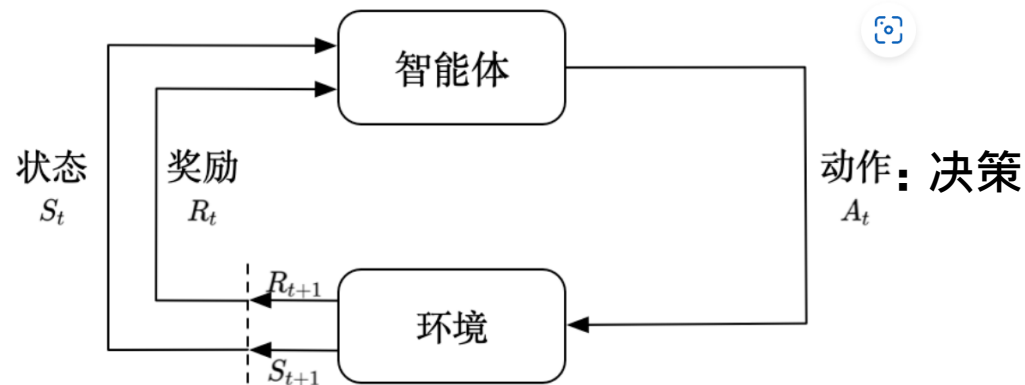 智能体
状态
S_t
奖励
R_t
动作：决策
A_t
R_{t+1}
环境
S_{t+1}